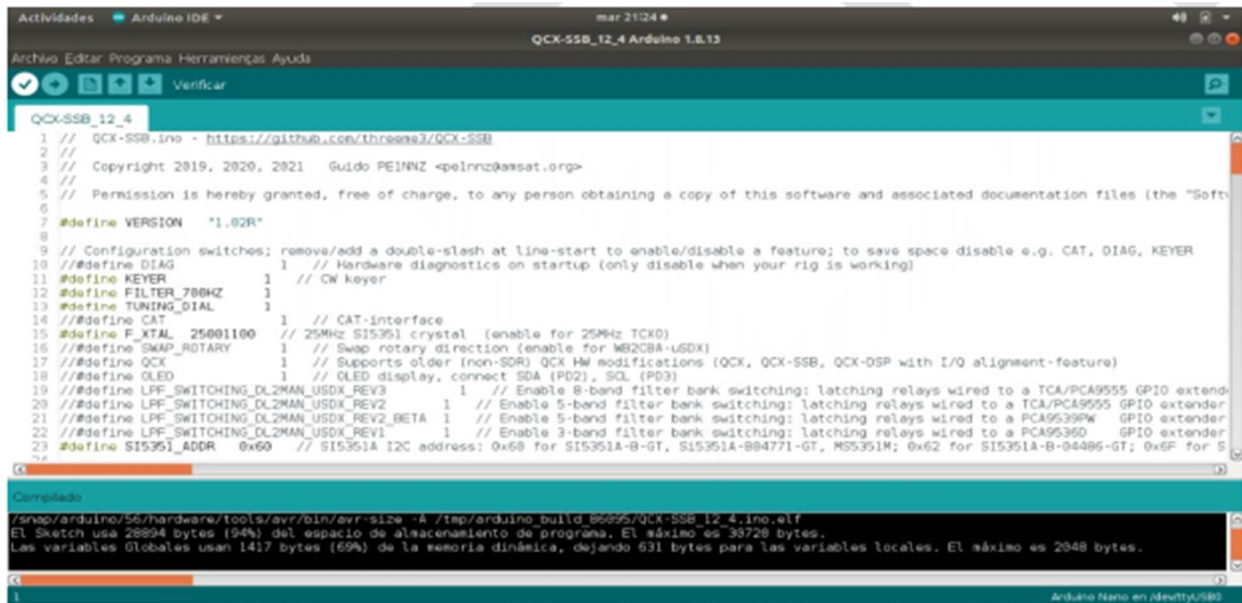 Actividades Arduino IDE mar 21:24
QCX-SSB_12_4 Arduino 1.8.13
Archivo Editar Programa Herramientas Ayuda
Verificar
QCX-SSB_12_4
1 // QCX-SSB.ino - https://github.com/threeme3/QCX-SSB
2 //
3 // Copyright 2019, 2020, 2021 Guido PE1NNZ <pe1nnz@amsat.org>
4 //
5 // Permission is hereby granted, free of charge, to any person obtaining a copy of this software and associated documentation files (the "Softw
6
7 #define VERSION "1.02R"
8
9 // Configuration switches; remove/add a double-slash at line-start to enable/disable a feature; to save space disable e.g. CAT, DIAG, KEYER
10 //#define DIAG 1 // Hardware diagnostics on startup (only disable when your rig is working)
11 #define KEYER 1 // CW keyer
12 #define FILTER_700HZ 1
13 #define TUNING_DIAL 1
14 //#define CAT 1 // CAT-interface
15 #define F_XTAL 25001100 // 25MHz SI5351 crystal (enable for 25MHz TCXO)
16 //#define SWAP_ROTARY 1 // Swap rotary direction (enable for WB2CBA-uSDX)
17 //#define QCX 1 // Supports older (non-SDR) QCX HW modifications (QCX, QCX-SSB, QCX-DSP with I/Q alignment-feature)
18 //#define OLED 1 // OLED display, connect SDA (PD2), SCL (PD3)
19 //#define LPF_SWITCHING_DL2MAN_USDX_REV3 1 // Enable 8-band filter bank switching: latching relays wired to a TCA/PCA9555 GPIO extend
20 //#define LPF_SWITCHING_DL2MAN_USDX_REV2 1 // Enable 5-band filter bank switching: latching relays wired to a TCA/PCA9555 GPIO extender
21 //#define LPF_SWITCHING_DL2MAN_USDX_REV2_BETA 1 // Enable 5-band filter bank switching: latching relays wired to a PCA9539PW GPIO extender
22 //#define LPF_SWITCHING_DL2MAN_USDX_REV1 1 // Enable 3-band filter bank switching: latching relays wired to a PCA9536D GPIO extender
23 #define SI5351_ADDR 0x60 // SI5351A I2C address: 0x60 for SI5351A-B-GT, Si5351A-B04771-GT, MS5351M; 0x62 for SI5351A-B-04486-GT; 0x6F for S
Compilado
/snap/arduino/56/hardware/tools/avr/bin/avr-size -A /tmp/arduino_build_86095/QCX-SSB_12_4.ino.elf
El Sketch usa 28894 bytes (94%) del espacio de almacenamiento de programa. El máximo es 30720 bytes.
Las variables Globales usan 1417 bytes (69%) de la memoria dinámica, dejando 631 bytes para las variables locales. El máximo es 2048 bytes.
1 Arduino Nano en /dev/ttyUSB0